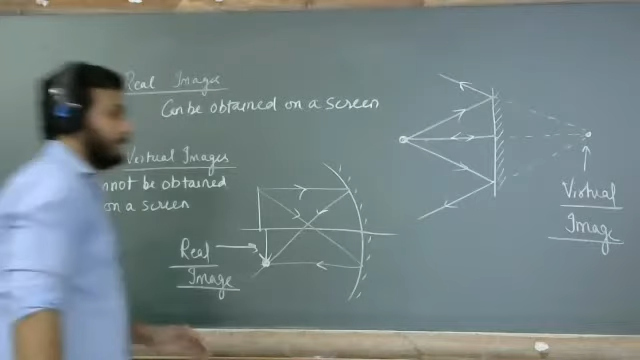 Real Images
Can be obtained on a screen
Virtual Images
nnot be obtained
on a screen
Real
Image
Virtual
Image